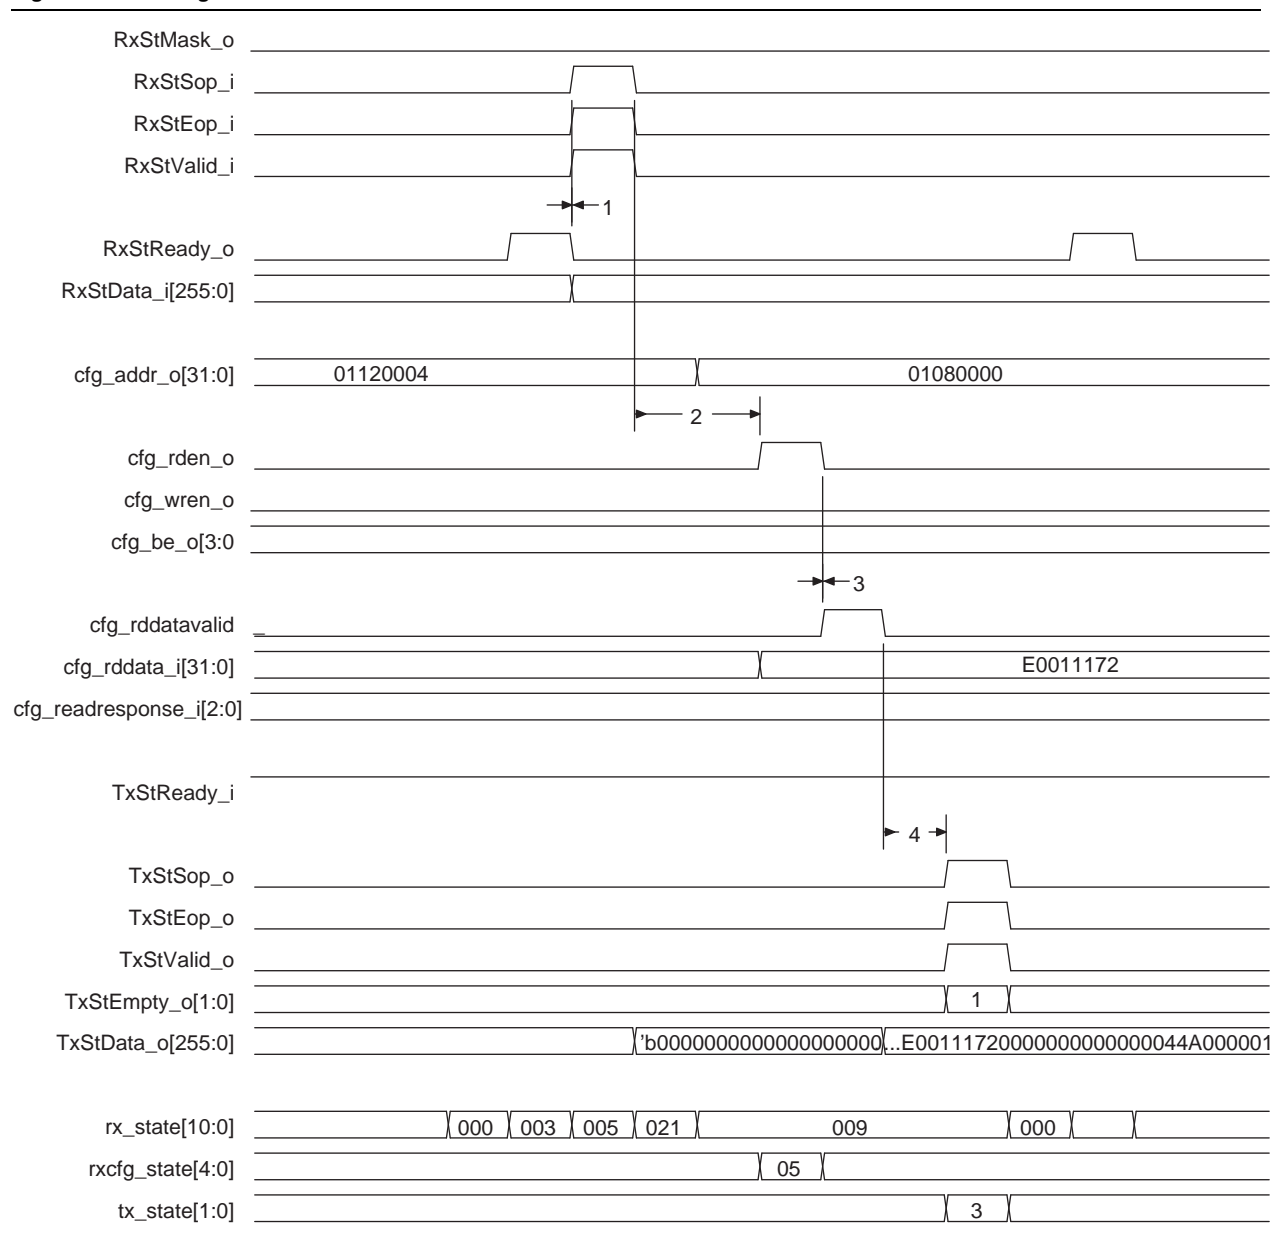 RxStMask_o
RxStSop_i
RxStEop_i
RxStValid_i
1
RxStReady_o
RxStData_i[255:0]
cfg_addr_o[31:0] 01120004 01080000
2
cfg_rden_o
cfg_wren_o
cfg_be_o[3:0
3
cfg_rddatavalid
cfg_rddata_i[31:0] E0011172
cfg_readresponse_i[2:0]
TxStReady_i
4
TxStSop_o
TxStEop_o
TxStValid_o
TxStEmpty_o[1:0] 1
TxStData_o[255:0] 'b0000000000000000000 ...E0011172000000000000000044A000001
rx_state[10:0] 000 003 005 021 009 000
rxcfg_state[4:0] 05
tx_state[1:0] 3